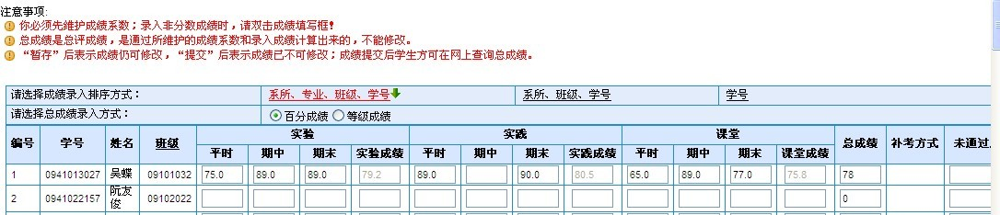 注意事项:
你必须先维护成绩系数；录入非分数成绩时，请双击成绩填写框！
总成绩是总评成绩，是通过所维护的成绩系数和录入成绩计算出来的，不能修改。
“暂存”后表示成绩仍可修改，“提交”后表示成绩已不可修改；成绩提交后学生方可在网上查询总成绩。
请选择成绩录入排序方式： 系所、专业、班级、学号 系所、班级、学号 学号
请选择总成绩录入方式： 百分成绩 等级成绩
编号 学号 姓名 班级 实验 实践 课堂 总成绩 补考方式 未通过
平时 期中 期末 实验成绩 平时 期中 期末 实践成绩 平时 期中 期末 课堂成绩
1 0941013027 吴蝶 09101032 75.0 89.0 89.0 79.2 89.0 90.0 80.5 65.0 89.0 77.0 75.8 78
2 0941022157 阮友俊 09102022 0